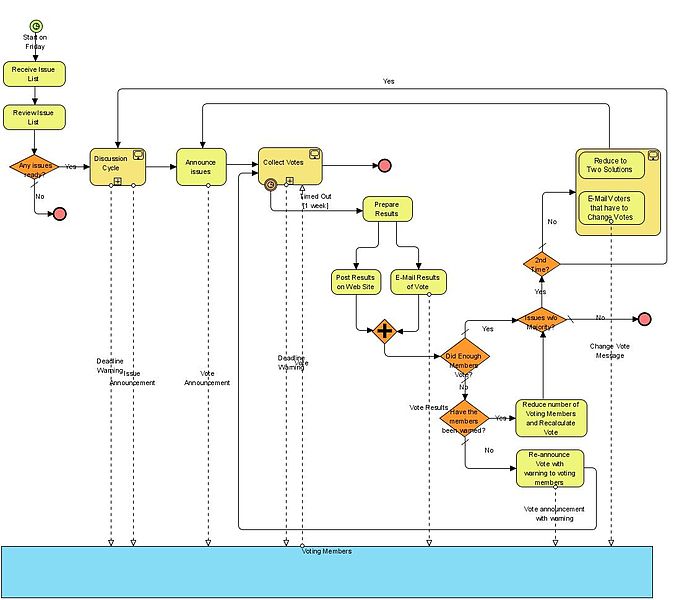 Start on
Friday
Receive Issue
List
Review Issue
List
Any issues
ready?
Yes
No
Discussion
Cycle
Announce
issues
Collect Votes
Timed Out
[1 week]
Yes
Prepare
Results
Post Results
on Web Site
E-Mail Results
of Vote
Did Enough
Members
Vote?
Yes
No
Have the
members
been warned?
Yes
No
Reduce number of
Voting Members
and Recalculate
Vote
Re-announce
Vote with
warning to voting
members
Issues w/o
Majority?
Yes
No
2nd
Time?
No
Reduce to
Two Solutions
E-Mail Voters
that have to
Change Votes
Deadline
Warning
Issue
Announcement
Vote
Announcement
Deadline
Warning
Vote
Vote Results
Change Vote
Message
Vote announcement
with warning
Voting Members